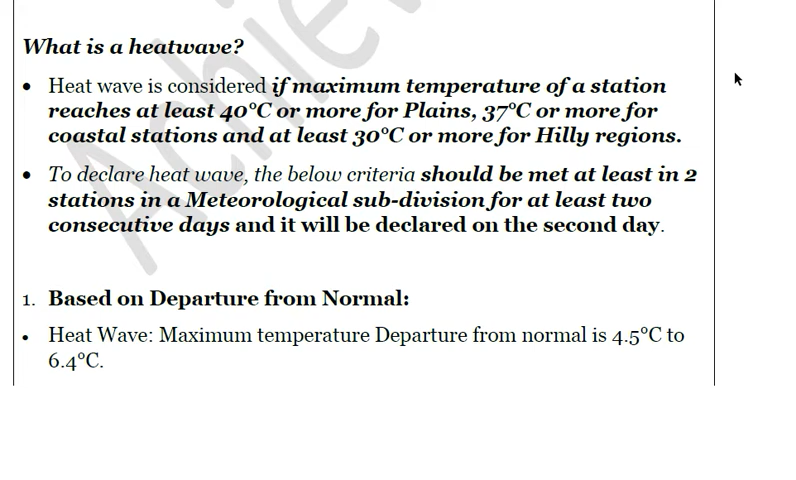 What is a heatwave?
• Heat wave is considered if maximum temperature of a station
reaches at least 40°C or more for Plains, 37°C or more for
coastal stations and at least 30°C or more for Hilly regions.
• To declare heat wave, the below criteria should be met at least in 2
stations in a Meteorological sub-division for at least two
consecutive days and it will be declared on the second day.
1. Based on Departure from Normal:
• Heat Wave: Maximum temperature Departure from normal is 4.5°C to
6.4°C.